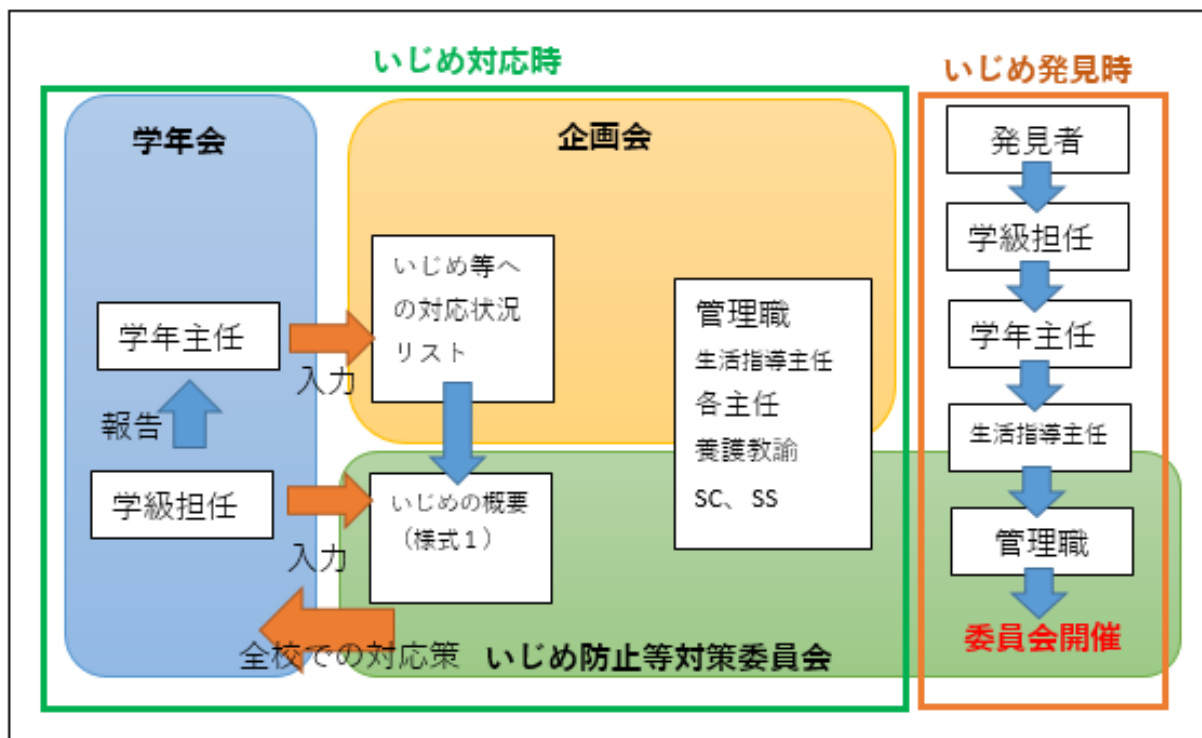 いじめ対応時
学年会
企画会
いじめ等へ
の対応状況
リスト
学年主任
入力
報告
学級担任
入力
いじめの概要
（様式１）
管理職
生活指導主任
各主任
養護教諭
SC、SS
全校での対応策
いじめ防止等対策委員会
いじめ発見時
発見者
学級担任
学年主任
生活指導主任
管理職
委員会開催